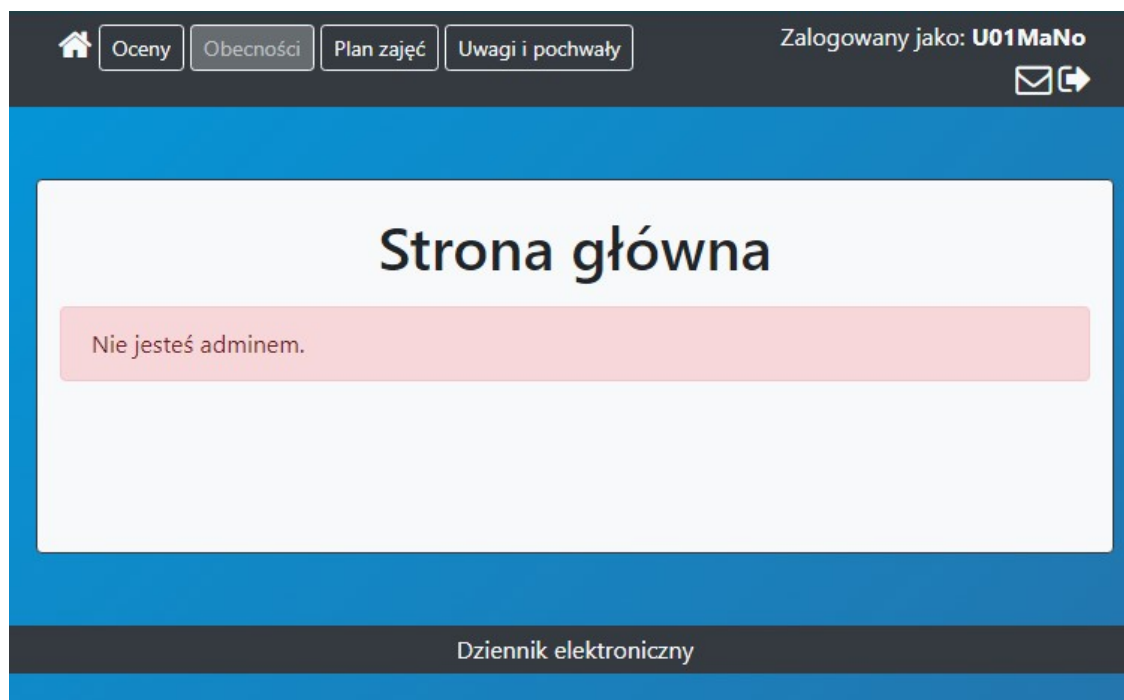 Oceny Obecności Plan zajęć Uwagi i pochwały Zalogowany jako: U01MaNo
Strona główna
Nie jesteś adminem.
Dziennik elektroniczny